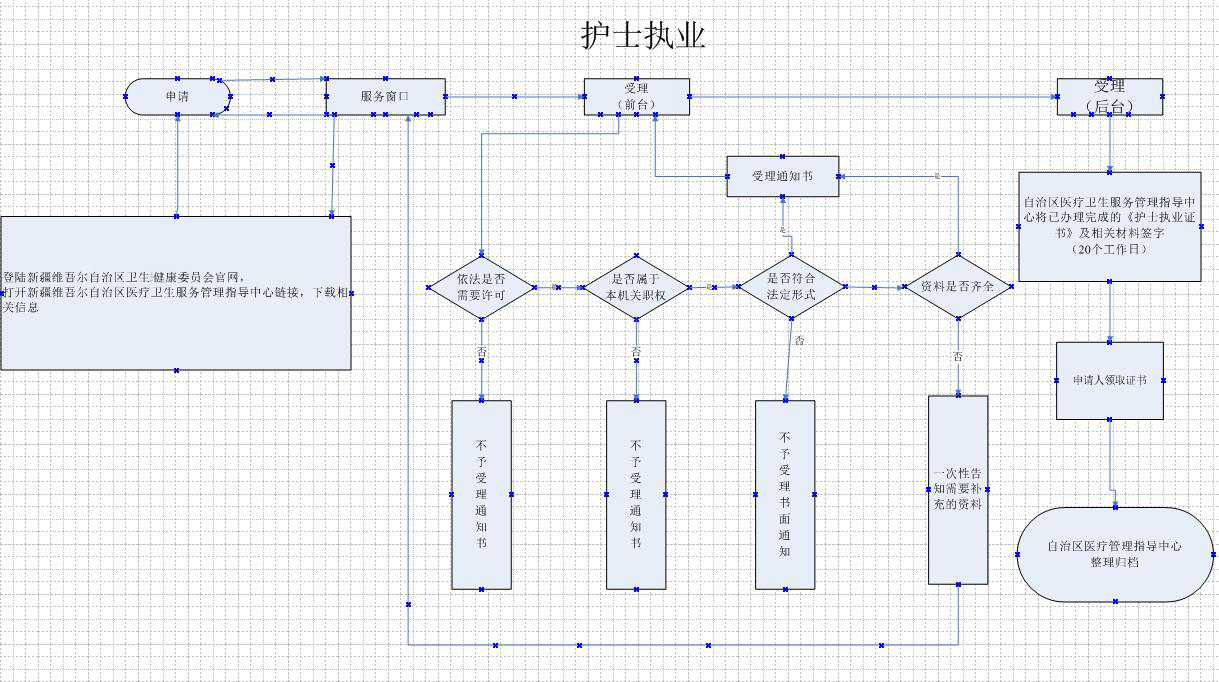 护士执业
申请
服务窗口
受理
（前台）
受理
（后台）
受理通知书
是
是
自治区医疗卫生服务管理指导中
心将已办理完成的《护士执业证
书》及相关材料签字
（20个工作日）
登陆新疆维吾尔自治区卫生健康委员会官网，
打开新疆维吾尔自治区医疗卫生服务管理指导中心链接，下载相
关信息
依法是否
需要许可
是
是否属于
本机关职权
是
是否符合
法定形式
资料是否齐全
否
否
否
否
申请人领取证书
不予受理通知书
不予受理通知书
不予受理书面通知
一次性告
知需要补
充的资料
自治区医疗管理指导中心
整理归档